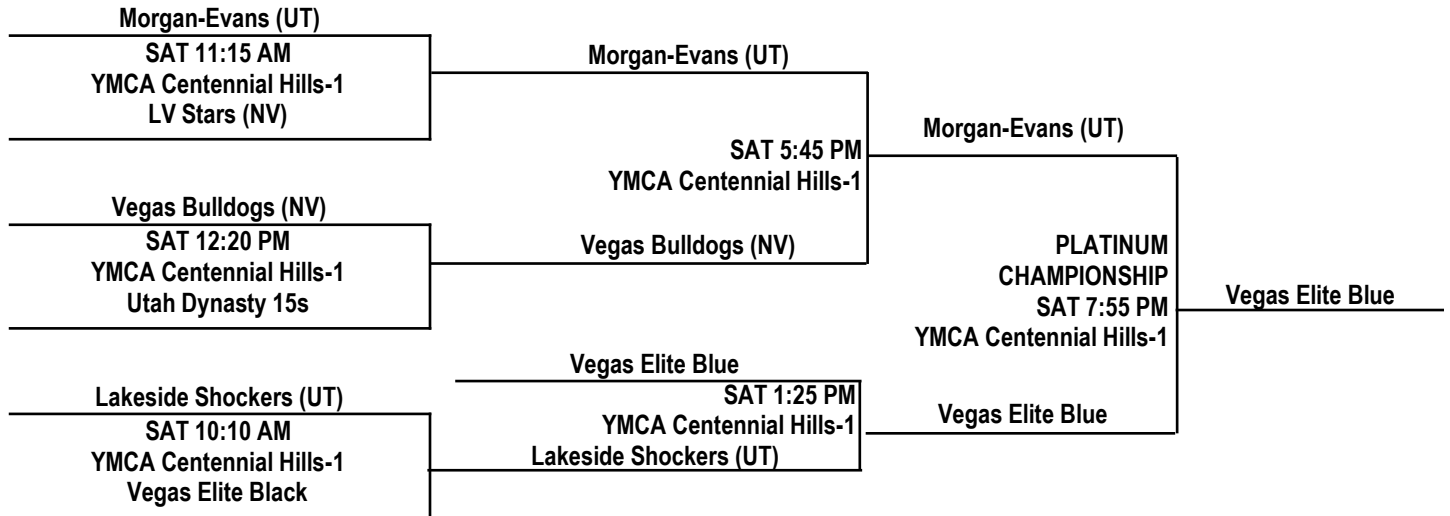 Morgan-Evans (UT)
SAT 11:15 AM
YMCA Centennial Hills-1
LV Stars (NV)
Morgan-Evans (UT)
SAT 5:45 PM
YMCA Centennial Hills-1
Morgan-Evans (UT)
Vegas Bulldogs (NV)
SAT 12:20 PM
YMCA Centennial Hills-1
Utah Dynasty 15s
Vegas Bulldogs (NV)
PLATINUM
CHAMPIONSHIP
SAT 7:55 PM
YMCA Centennial Hills-1
Vegas Elite Blue
Vegas Elite Blue
SAT 1:25 PM
YMCA Centennial Hills-1
Lakeside Shockers (UT)
Vegas Elite Blue
Lakeside Shockers (UT)
SAT 10:10 AM
YMCA Centennial Hills-1
Vegas Elite Black